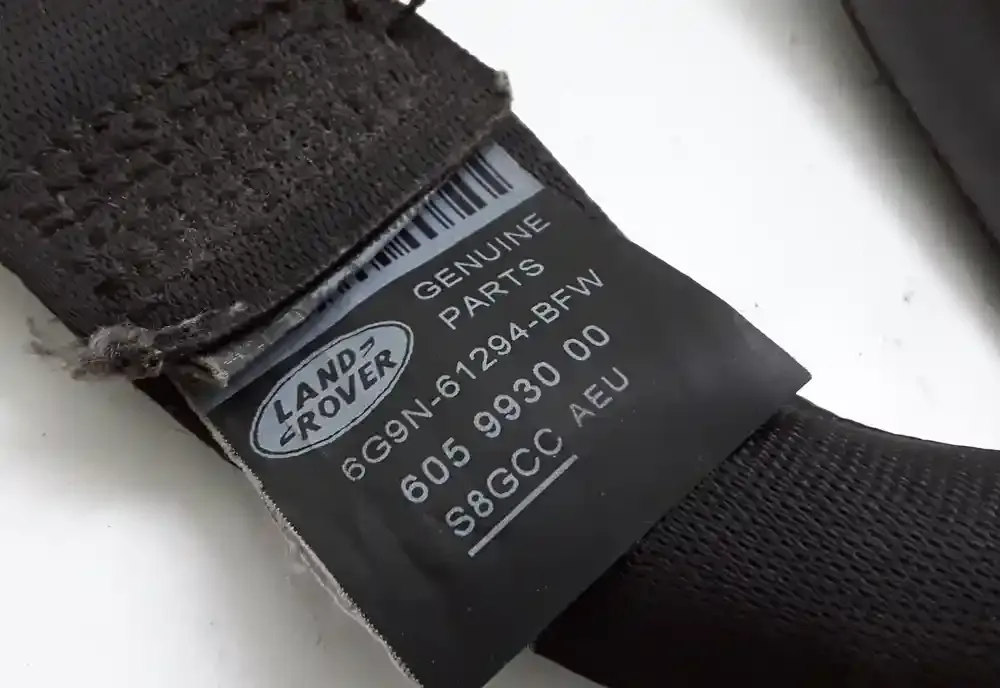 GENUINE
PARTS
LAND
ROVER
6G9N-61294-BFW
605 9930 00
S8GCC AEU